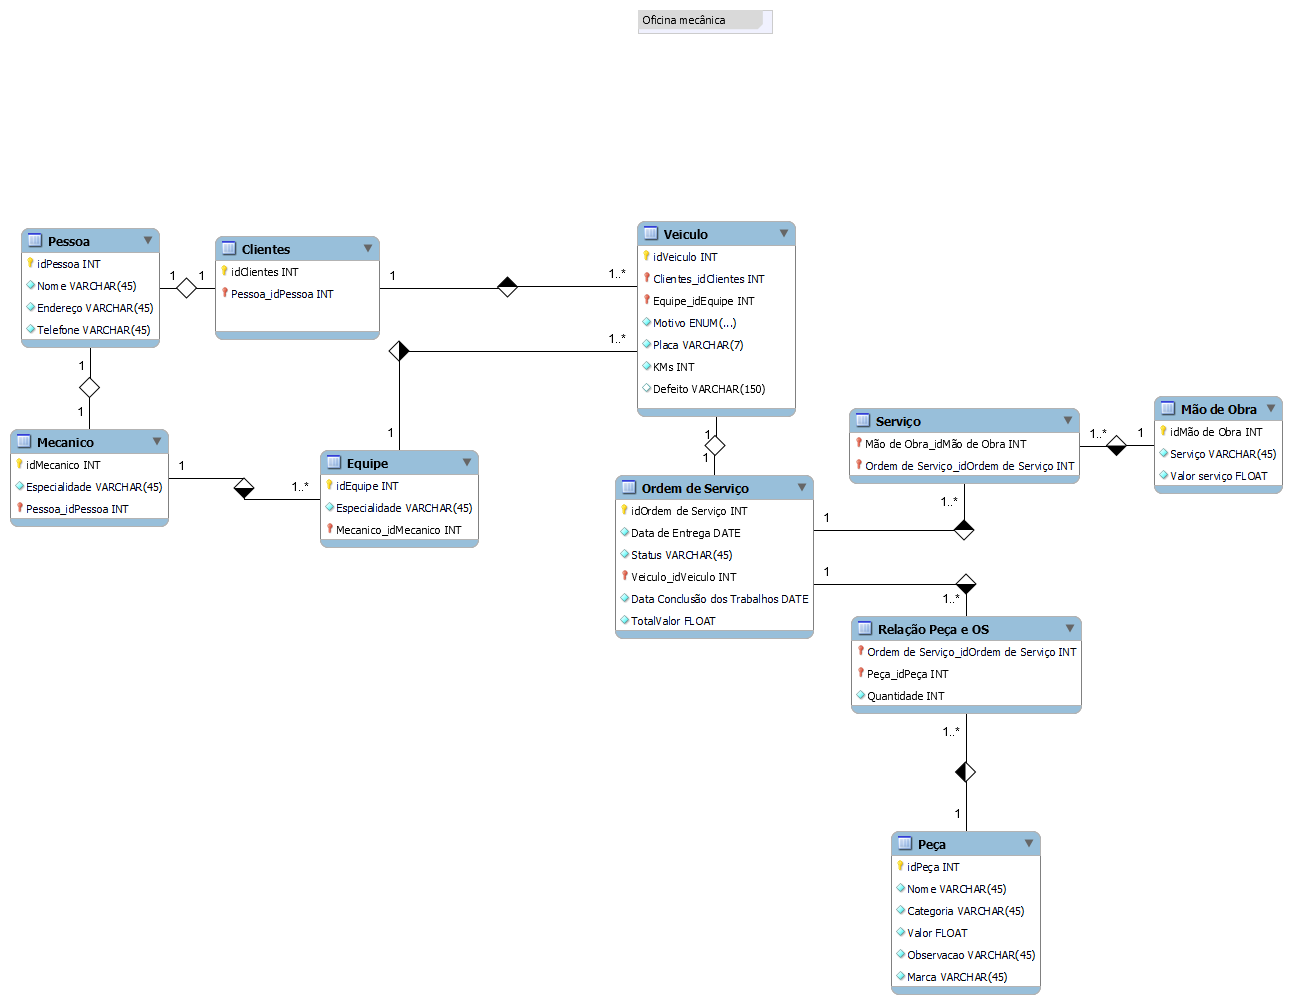 Oficina mecânica
Pessoa
idPessoa INT
Nome VARCHAR(45)
Endereço VARCHAR(45)
Telefone VARCHAR(45)
1
1
Clientes
idClientes INT
Pessoa_idPessoa INT
1
1..*
Veiculo
idVeiculo INT
Clientes_idClientes INT
Equipe_idEquipe INT
Motivo ENUM(...)
Placa VARCHAR(7)
KMs INT
Defeito VARCHAR(150)
1..*
1
1
1
Mecanico
idMecanico INT
Especialidade VARCHAR(45)
Pessoa_idPessoa INT
1
1..*
Equipe
idEquipe INT
Especialidade VARCHAR(45)
Mecanico_idMecanico INT
1
1
Ordem de Serviço
idOrdem de Serviço INT
Data de Entrega DATE
Status VARCHAR(45)
Veiculo_idVeiculo INT
Data Conclusão dos Trabalhos DATE
TotalValor FLOAT
Serviço
Mão de Obra_idMão de Obra INT
Ordem de Serviço_idOrdem de Serviço INT
1..*
1
Mão de Obra
idMão de Obra INT
Serviço VARCHAR(45)
Valor serviço FLOAT
1..*
1
1
1..*
Relação Peça e OS
Ordem de Serviço_idOrdem de Serviço INT
Peça_idPeça INT
Quantidade INT
1..*
1
Peça
idPeça INT
Nome VARCHAR(45)
Categoria VARCHAR(45)
Valor FLOAT
Observacao VARCHAR(45)
Marca VARCHAR(45)